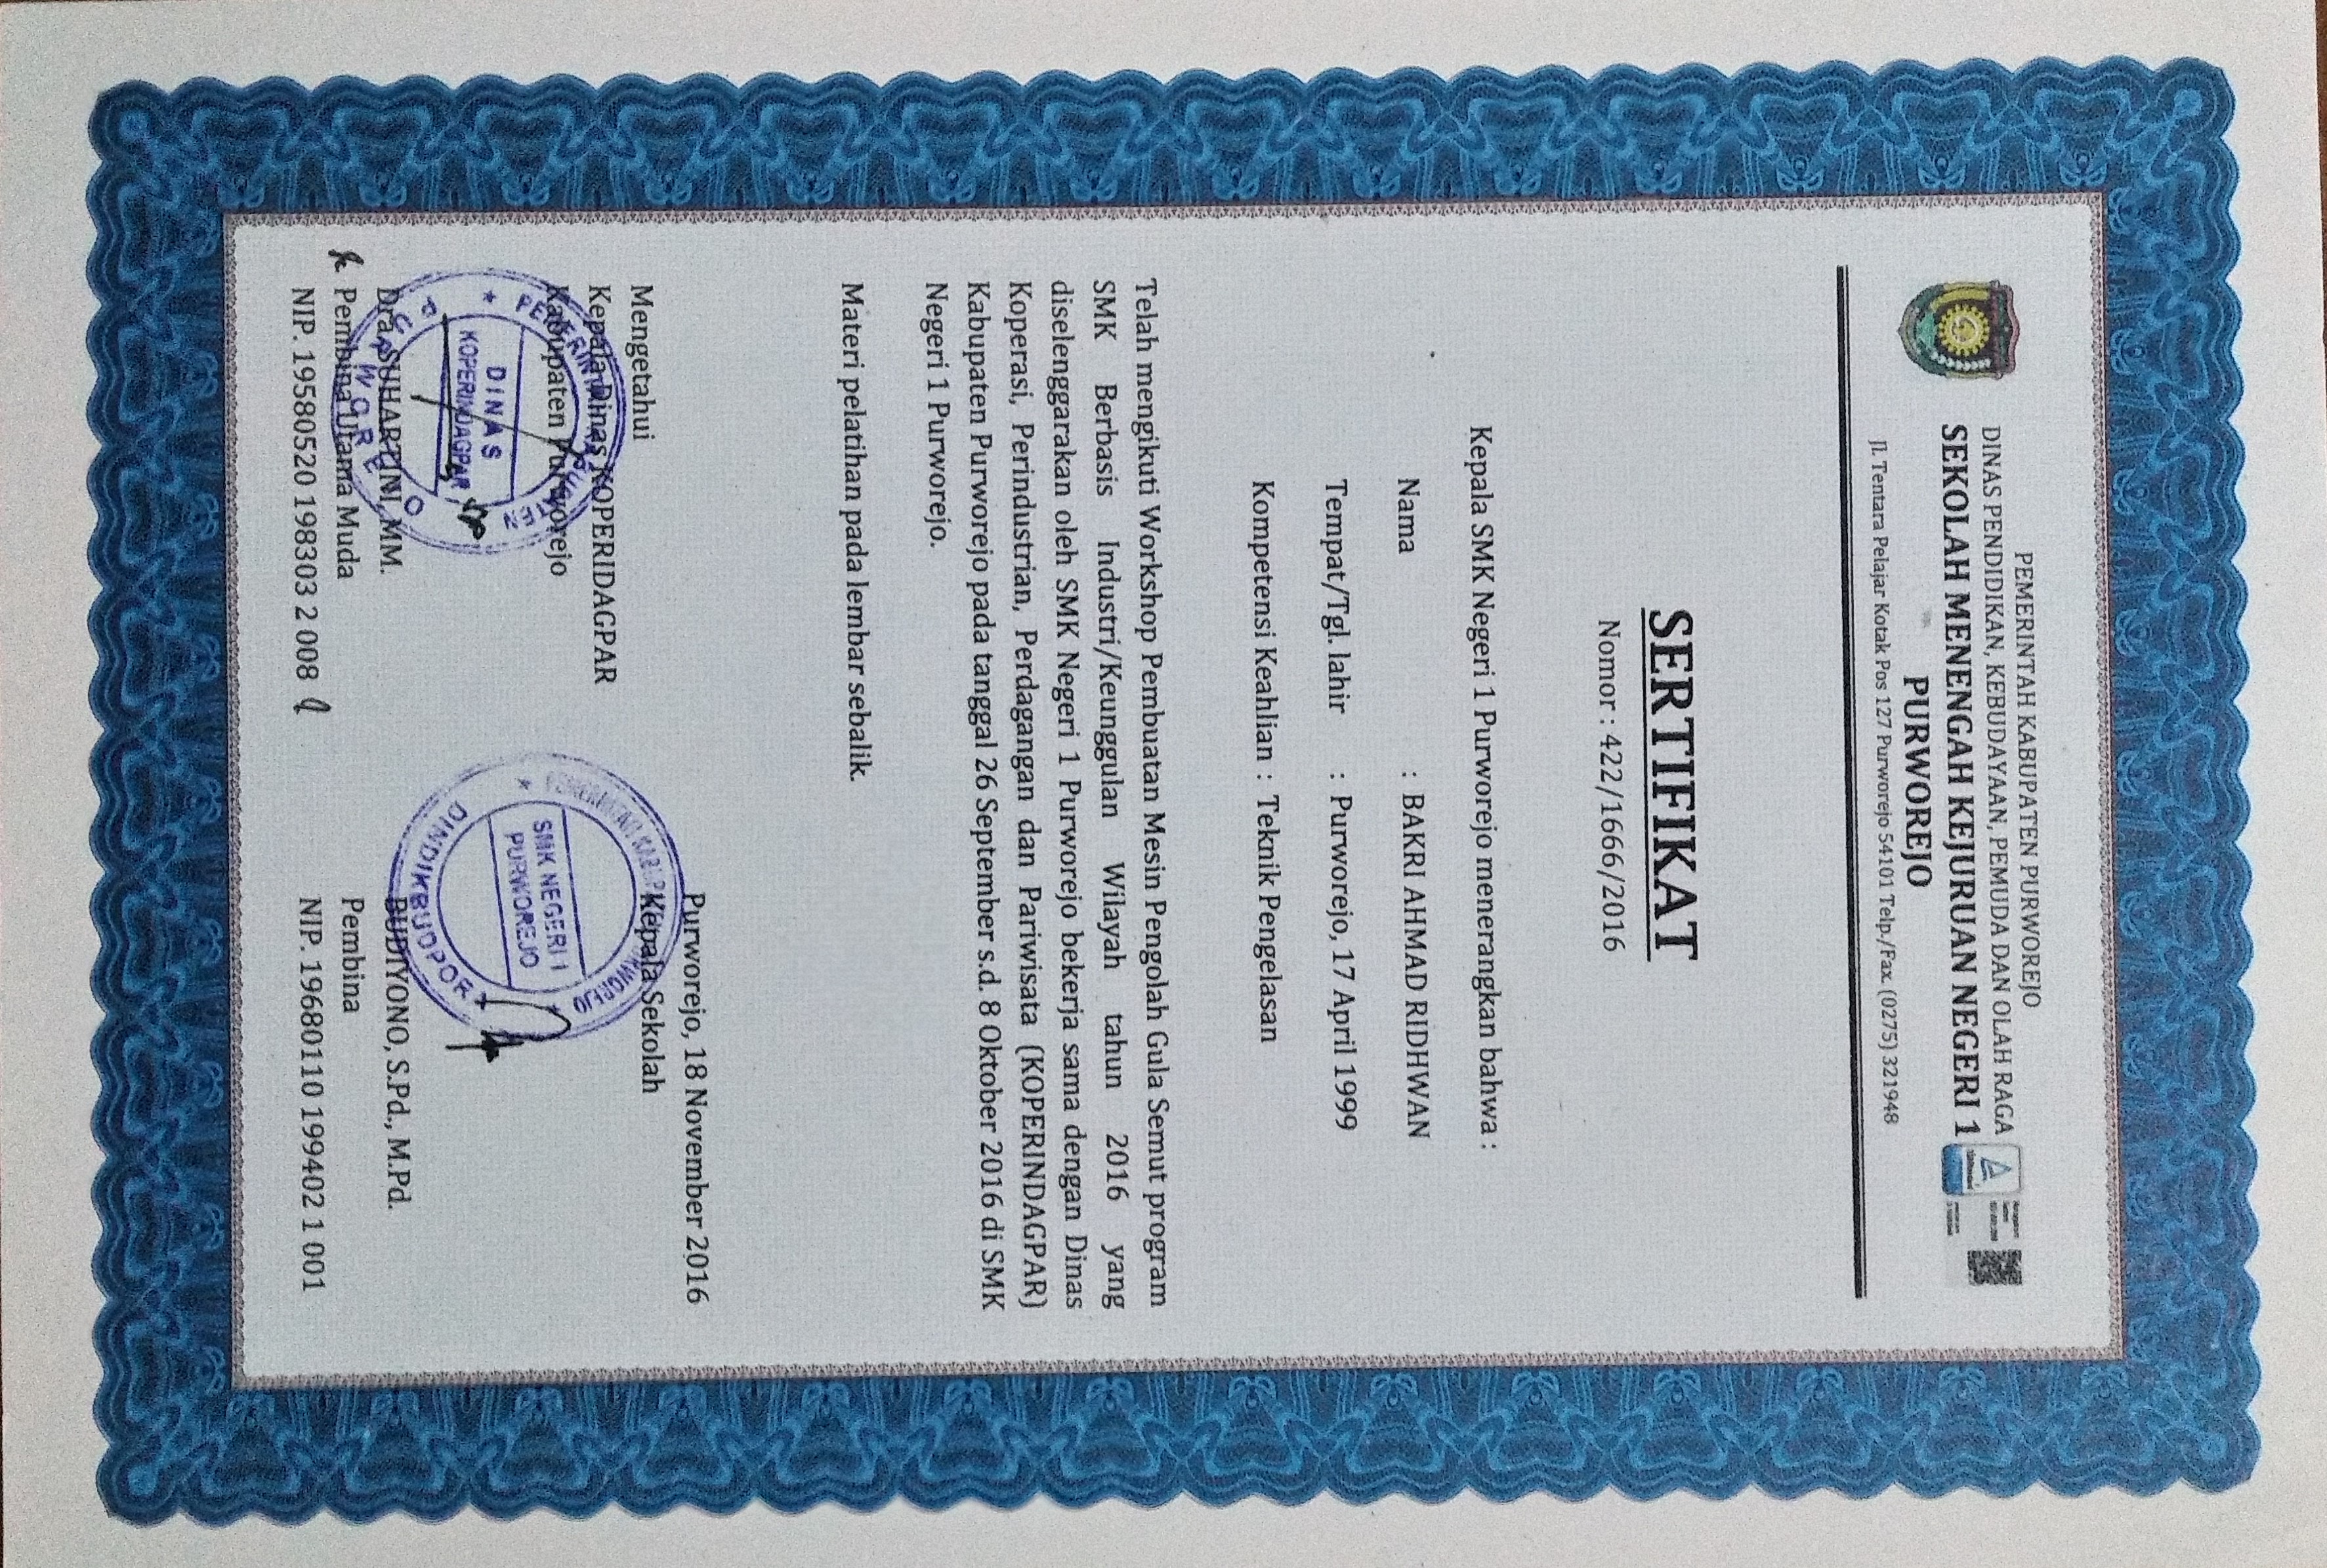 PEMERINTAH KABUPATEN PURWOREJO
DINAS PENDIDIKAN, KEBUDAYAAN, PEMUDA DAN OLAH RAGA
SEKOLAH MENENGAH KEJURUAN NEGERI 1
PURWOREJO
Jl. Tentara Pelajar Kotak Pos 127 Purworejo 54101 Telp./Fax. (0275) 321948
SERTIFIKAT
Nomor : 422/1666/2016
Kepala SMK Negeri 1 Purworejo menerangkan bahwa :
Nama : BAKRI AHMAD RIDHWAN
Tempat/Tgl. lahir : Purworejo, 17 April 1999
Kompetensi Keahlian : Teknik Pengelasan
Telah mengikuti Workshop Pembuatan Mesin Pengolah Gula Semut program
SMK Berbasis Industri/Keunggulan Wilayah tahun 2016 yang
diselenggarakan oleh SMK Negeri 1 Purworejo bekerja sama dengan Dinas
Koperasi, Perindustrian, Perdagangan dan Pariwisata (KOPERINDAGPAR)
Kabupaten Purworejo pada tanggal 26 September s.d. 8 Oktober 2016 di SMK
Negeri 1 Purworejo.
Materi pelatihan pada lembar sebalik.
Mengetahui
Kepala Dinas KOPERIDAGPAR
Kabupaten Purworejo
DINAS
KOPERINDAGPAR
Dra. SUHARTINI, MM.
Pembina Utama Muda
NIP. 19580520 198303 2 008
Purworejo, 18 November 2016
Kepala Sekolah
SMK NEGERI 1
PURWOREJO
DINDIKBUDPORA
BUDIYONO, S.Pd., M.Pd.
Pembina
NIP. 19680110 199402 1 001